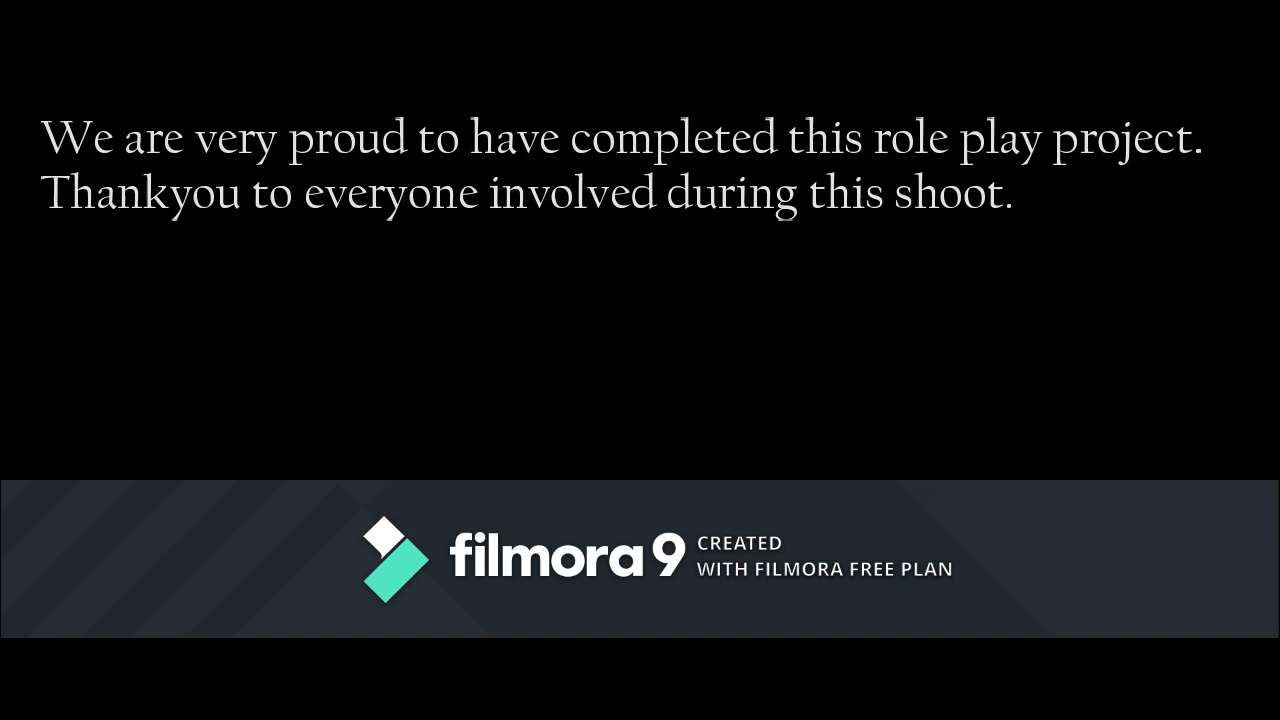 We are very proud to have completed this role play project.
Thankyou to everyone involved during this shoot.
filmora 9
CREATED
WITH FILMORA FREE PLAN